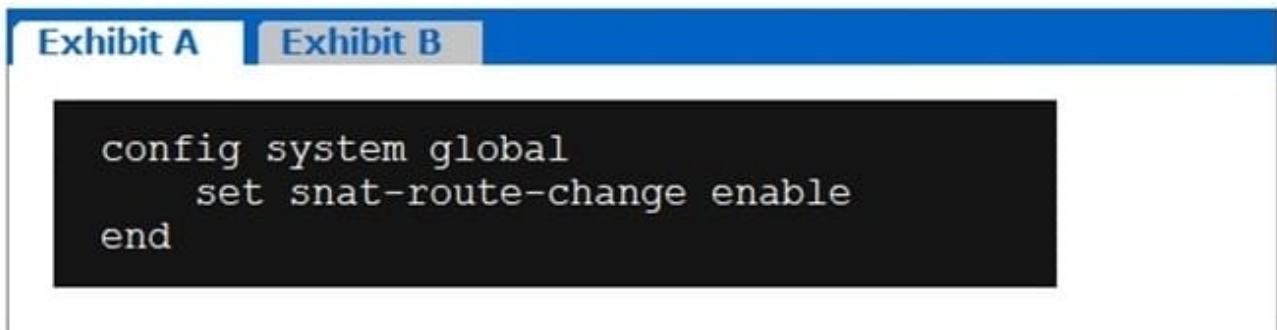 Exhibit A
Exhibit B
config system global
    set snat-route-change enable
end